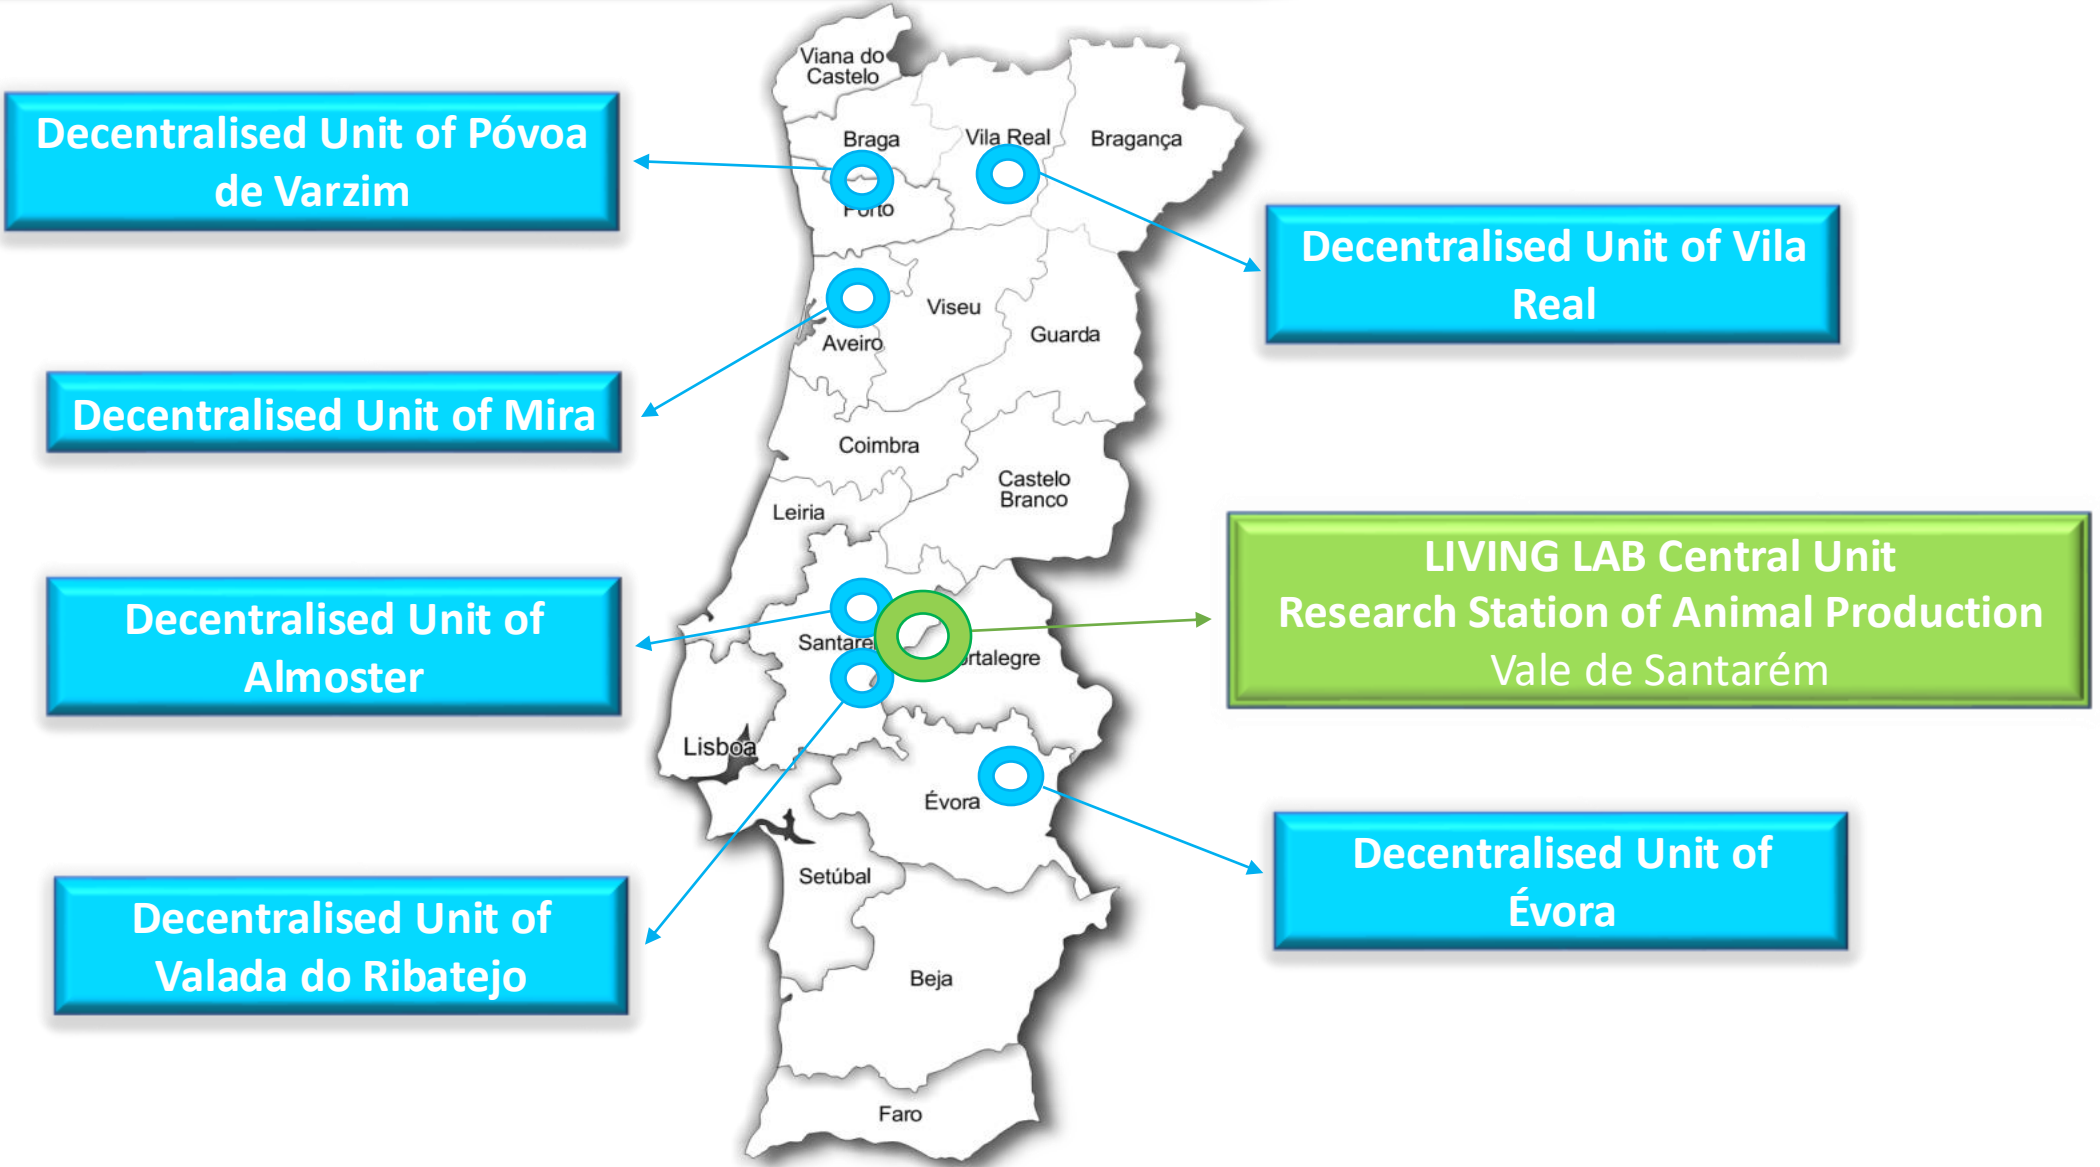 Viana do
Castelo
Decentralised Unit of Póvoa
de Varzim
Braga
Vila Real
Bragança
Porto
Decentralised Unit of Vila
Real
Viseu
Guarda
Aveiro
Decentralised Unit of Mira
Coimbra
Castelo
Branco
Leiria
LIVING LAB Central Unit
Research Station of Animal Production
Vale de Santarém
Decentralised Unit of
Almoster
Santare
rtalegre
Lisboa
Évora
Decentralised Unit of
Évora
Setúbal
Decentralised Unit of
Valada do Ribatejo
Beja
Faro